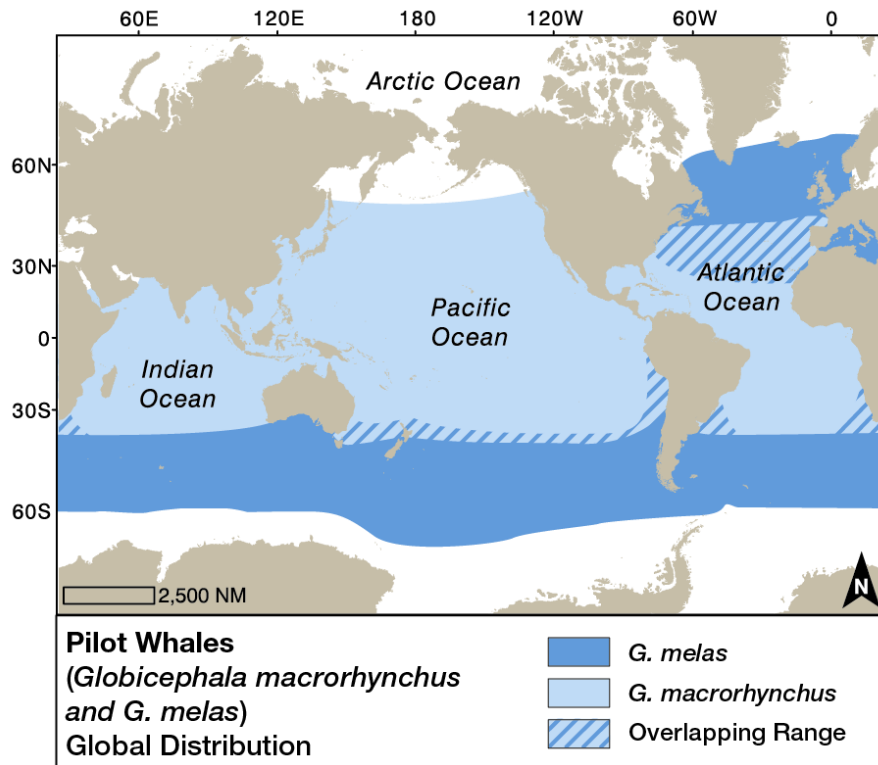 60E 120E 180 120W 60W 0
Arctic Ocean
60N
30N
Atlantic
Ocean
Pacific
Ocean
0
Indian
Ocean
30S
60S
2,500 NM
N
Pilot Whales
(Globicephala macrorhynchus
and G. melas)
Global Distribution
G. melas
G. macrorhynchus
Overlapping Range